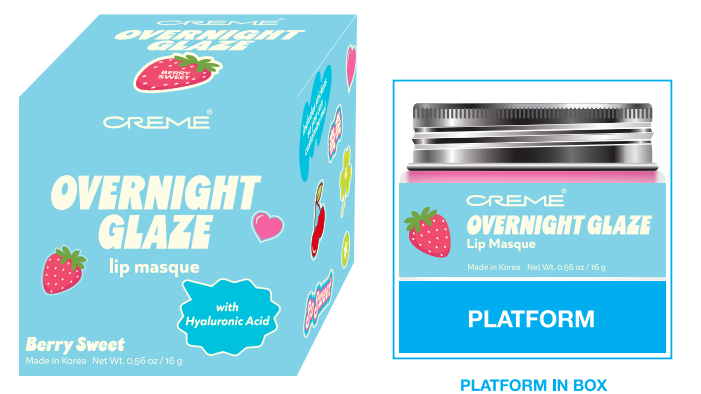 CREME®
OVERNIGHT
GLAZE
BERRY
SWEET
CREME®
OVERNIGHT
GLAZE
lip masque
with
Hyaluronic Acid
Berry Sweet
Made in Korea Net Wt. 0.56 oz / 16 g
CREME®
OVERNIGHT GLAZE
Lip Masque
Made in Korea Net Wt. 0.56 oz / 16 g
PLATFORM
PLATFORM IN BOX